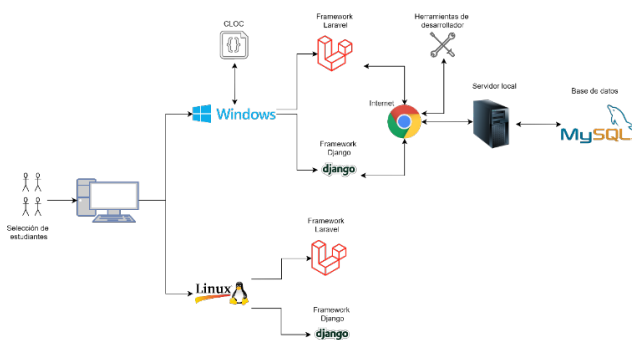 CLOC
Framework
Laravel
Herramientas de
desarrollador
Windows
Internet
Servidor local
Base de datos
MySQL
Framework
Django
django
Selección de
estudiantes
Framework
Laravel
Linux
Framework
Django
django